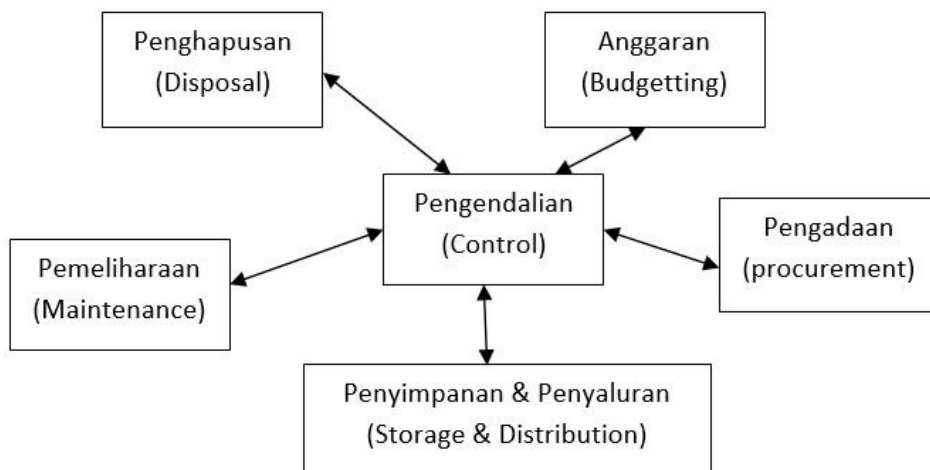 Penghapusan
(Disposal)
Anggaran
(Budgetting)
Pengendalian
(Control)
Pengadaan
(procurement)
Pemeliharaan
(Maintenance)
Penyimpanan & Penyaluran
(Storage & Distribution)